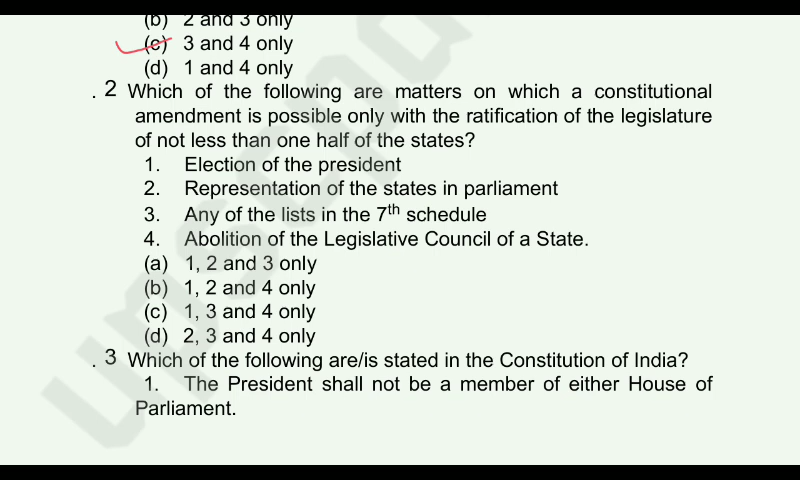 (b) 2 and 3 only
(c) 3 and 4 only
(d) 1 and 4 only
. 2 Which of the following are matters on which a constitutional
amendment is possible only with the ratification of the legislature
of not less than one half of the states?
1. Election of the president
2. Representation of the states in parliament
3. Any of the lists in the 7th schedule
4. Abolition of the Legislative Council of a State.
(a) 1, 2 and 3 only
(b) 1, 2 and 4 only
(c) 1, 3 and 4 only
(d) 2, 3 and 4 only
. 3 Which of the following are/is stated in the Constitution of India?
1. The President shall not be a member of either House of
Parliament.